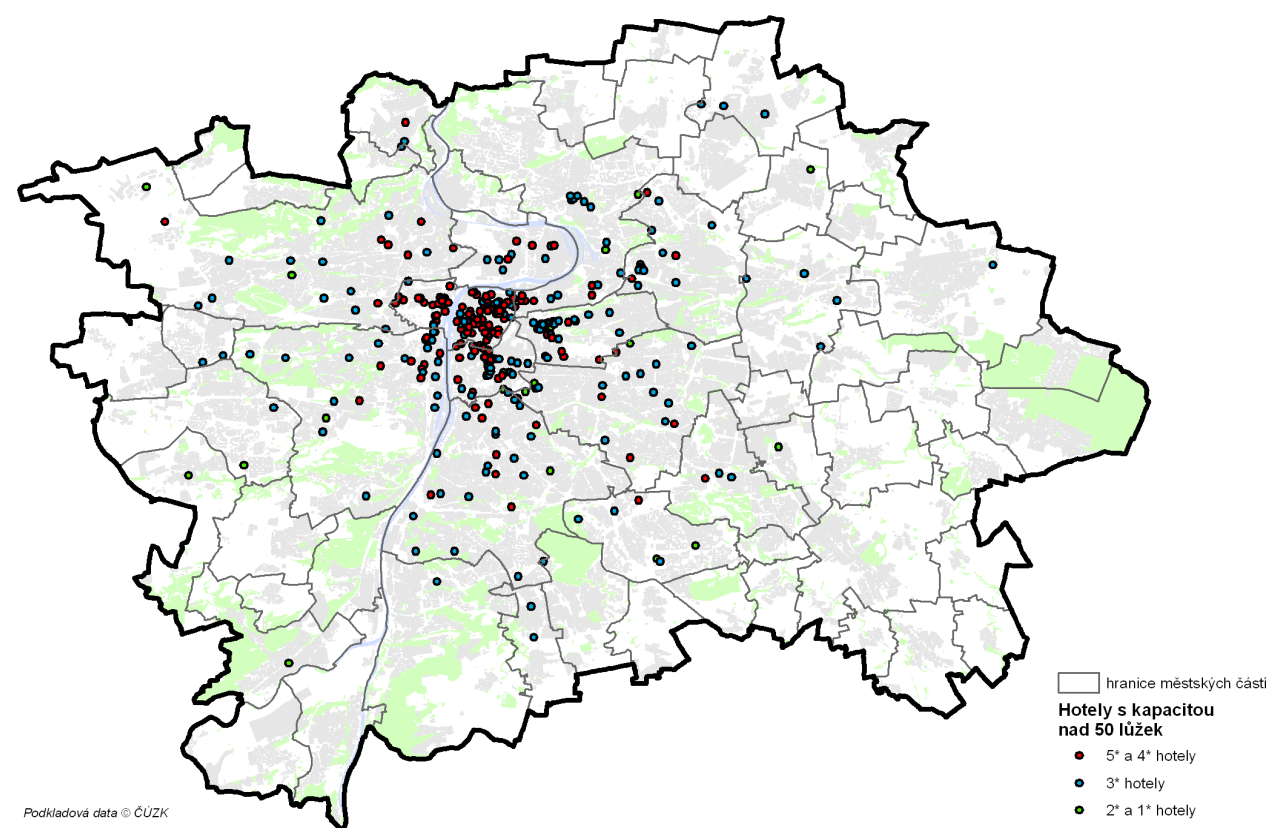 hranice městských částí
Hotely s kapacitou
nad 50 lůžek
5* a 4* hotely
3* hotely
2* a 1* hotely
Podkladová data © ČÚZK